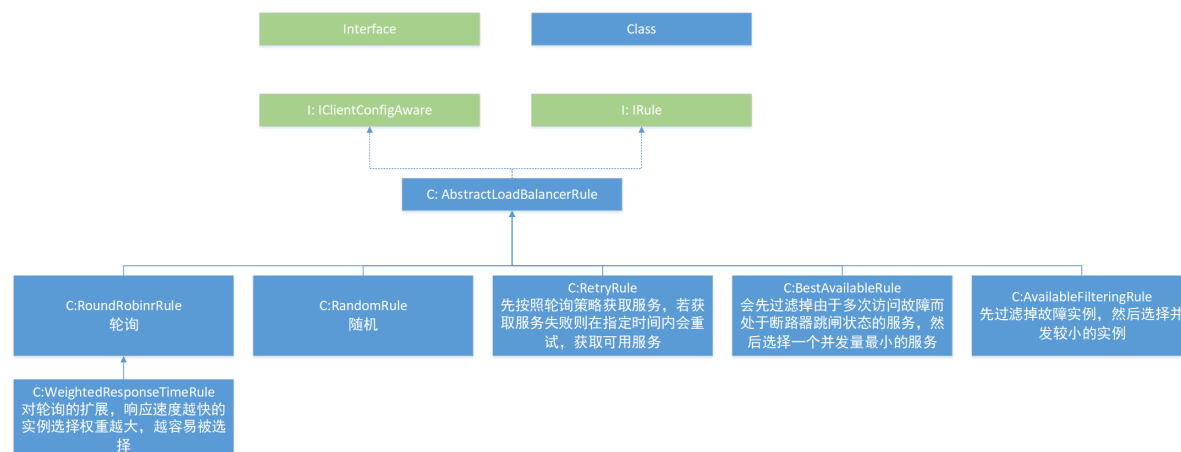 Interface
Class
I: IClientConfigAware
I: IRule
C: AbstractLoadBalancerRule
C:RoundRobinrRule
轮询
C:RandomRule
随机
C:RetryRule
先按照轮询策略获取服务，若获
取服务失败则在指定时间内会重
试，获取可用服务
C:BestAvailableRule
会先过滤掉由于多次访问故障而
处于断路器跳闸状态的服务，然
后选择一个并发量最小的服务
C:AvailableFilteringRule
先过滤掉故障实例，然后选择并
发较小的实例
C:WeightedResponseTimeRule
对轮询的扩展，响应速度越快的
实例选择权重越大，越容易被选
择